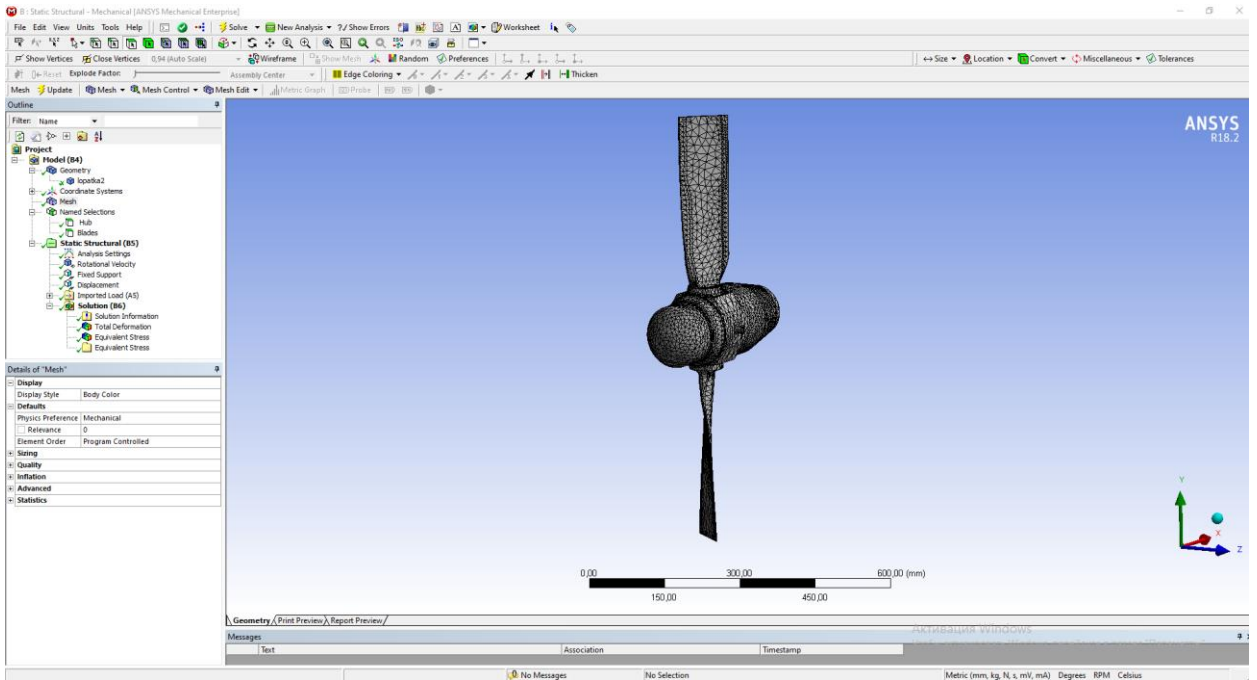 B : Static Structural - Mechanical [ANSYS Mechanical Enterprise]
File Edit View Units Tools Help Solve New Analysis ?/ Show Errors Worksheet
Show Vertices Close Vertices 0,94 (Auto Scale) Wireframe Show Mesh Random Preferences Size Location Convert Miscellaneous Tolerances
Reset Explode Factor: Assembly Center Edge Coloring Thicken
Mesh Update Mesh Mesh Control Mesh Edit Metric Graph Probe
Outline
Filter: Name
Project
Model (B4)
Geometry
lopatka2
Coordinate Systems
Mesh
Named Selections
Hub
Blades
Static Structural (B5)
Analysis Settings
Rotational Velocity
Fixed Support
Displacement
Imported Load (A5)
Solution (B6)
Solution Information
Total Deformation
Equivalent Stress
Equivalent Stress
Details of "Mesh"
Display
Display Style Body Color
Defaults
Physics Preference Mechanical
Relevance 0
Element Order Program Controlled
Sizing
Quality
Inflation
Advanced
Statistics
ANSYS
R18.2
Y
X
Z
0,00 300,00 600,00 (mm)
150,00 450,00
Geometry Print Preview Report Preview
Активация Windows
Messages
Text Association Timestamp
No Messages No Selection Metric (mm, kg, N, s, mV, mA) Degrees RPM Celsius